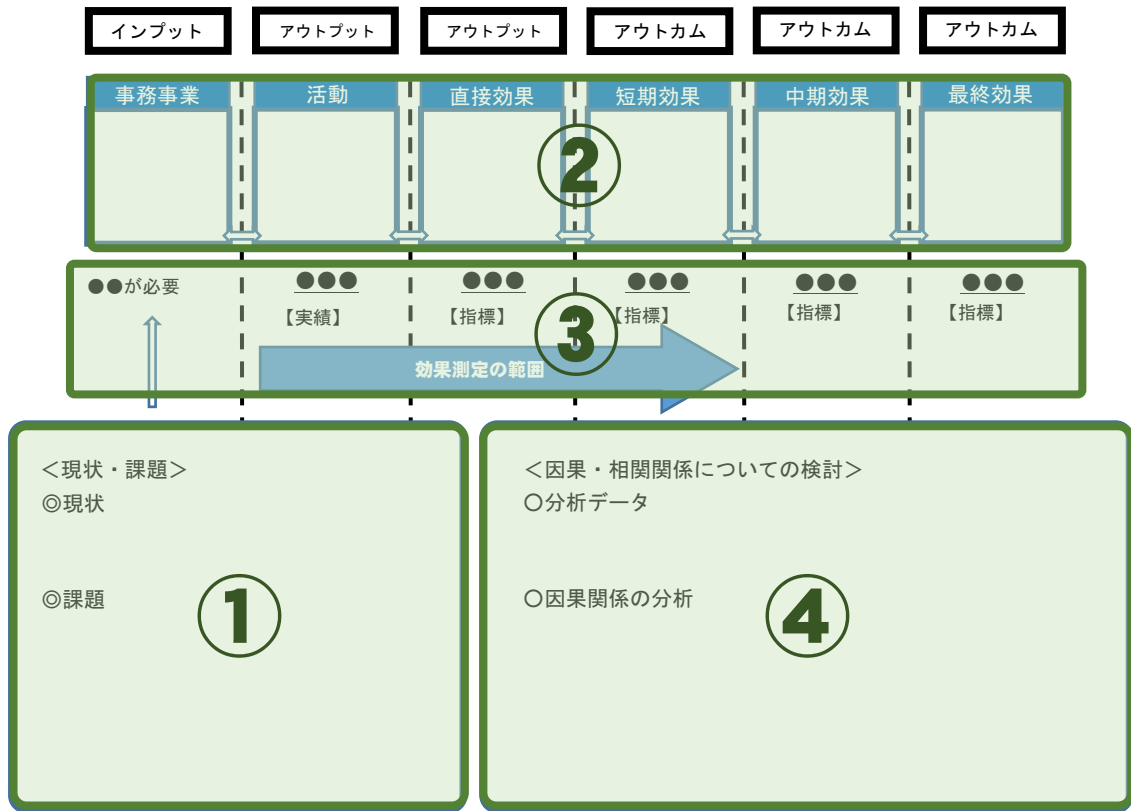 インプット アウトプット アウトプット アウトカム アウトカム アウトカム
事務事業 活動 直接効果 短期効果 中期効果 最終効果
②
●●が必要 ●●● ●●● ●●● ●●● ●●●
【実績】 【指標】 【指標】 【指標】 【指標】
③
効果測定の範囲
<現状・課題>
◎現状
◎課題
①
<因果・相関関係についての検討>
〇分析データ
〇因果関係の分析
④